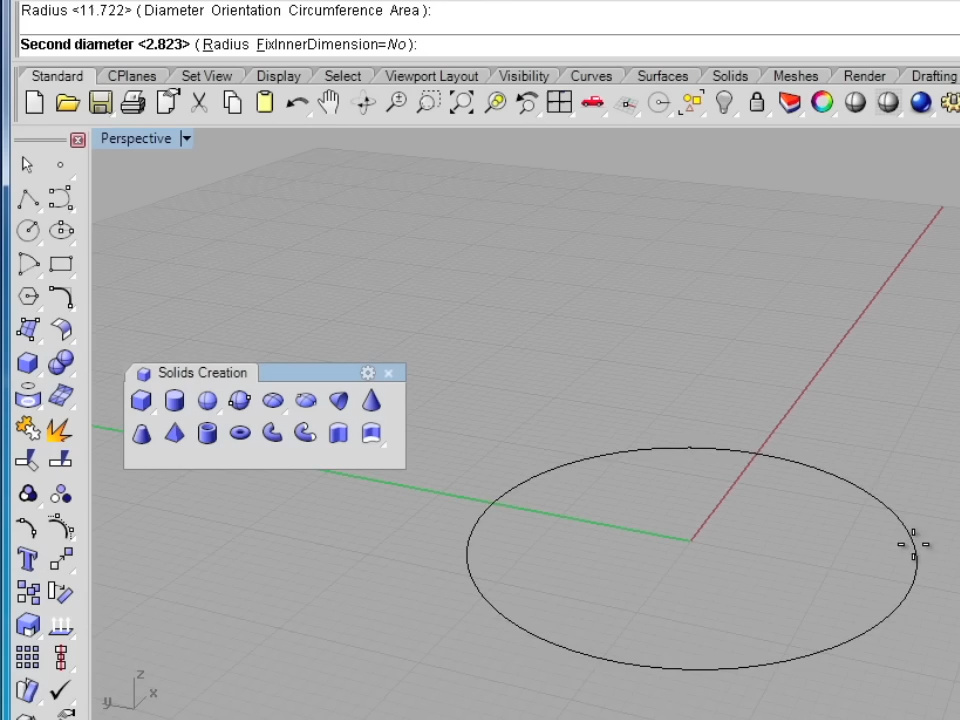 Radius <11.722> ( Diameter Orientation Circumference Area ):
Second diameter <2.823> ( Radius FixInnerDimension=No ):
Standard CPlanes Set View Display Select Viewport Layout Visibility Curves Surfaces Solids Meshes Render Drafting
Perspective
Solids Creation
z
y x